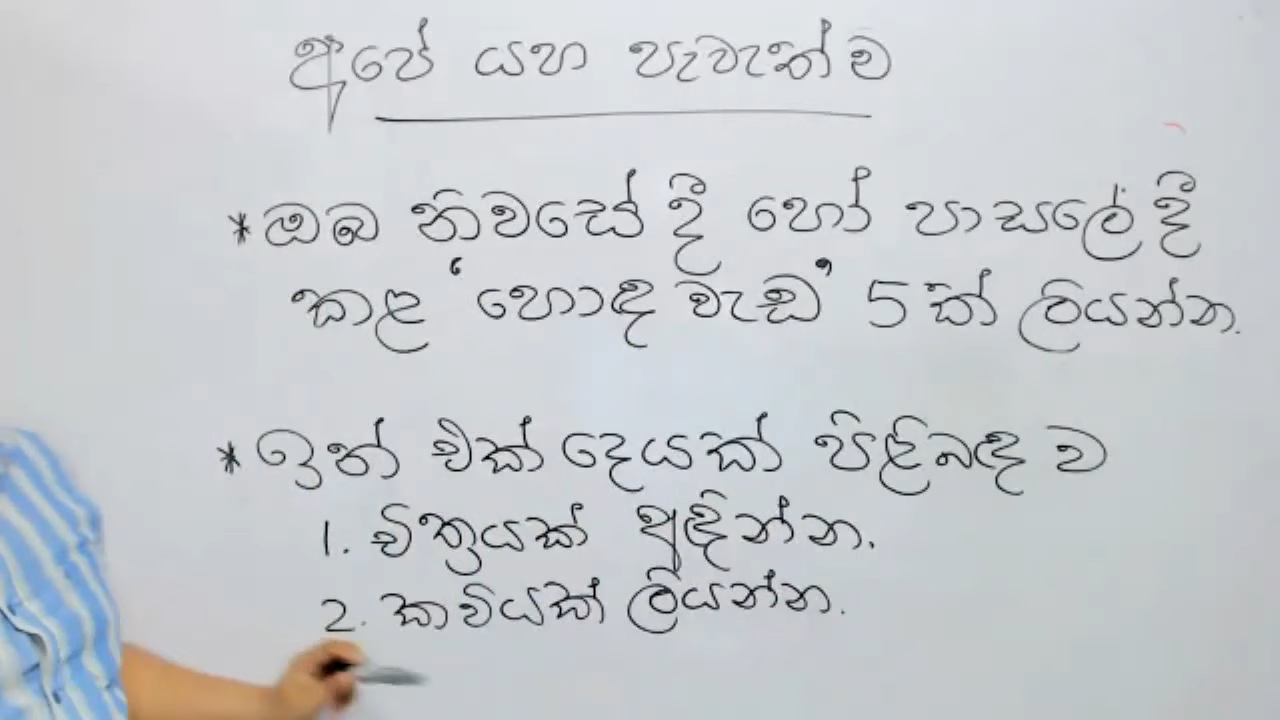 අපේ යහ පැවැත්ම
* ඔබ නිවසේ දී හෝ පාසලේ දී
කළ ‘හොඳ වැඩ’ 5ක් ලියන්න.
* ඉන් එක් දෙයක් පිළිබඳ ව
1. චිත්‍රයක් අඳින්න.
2. කවියක් ලියන්න.